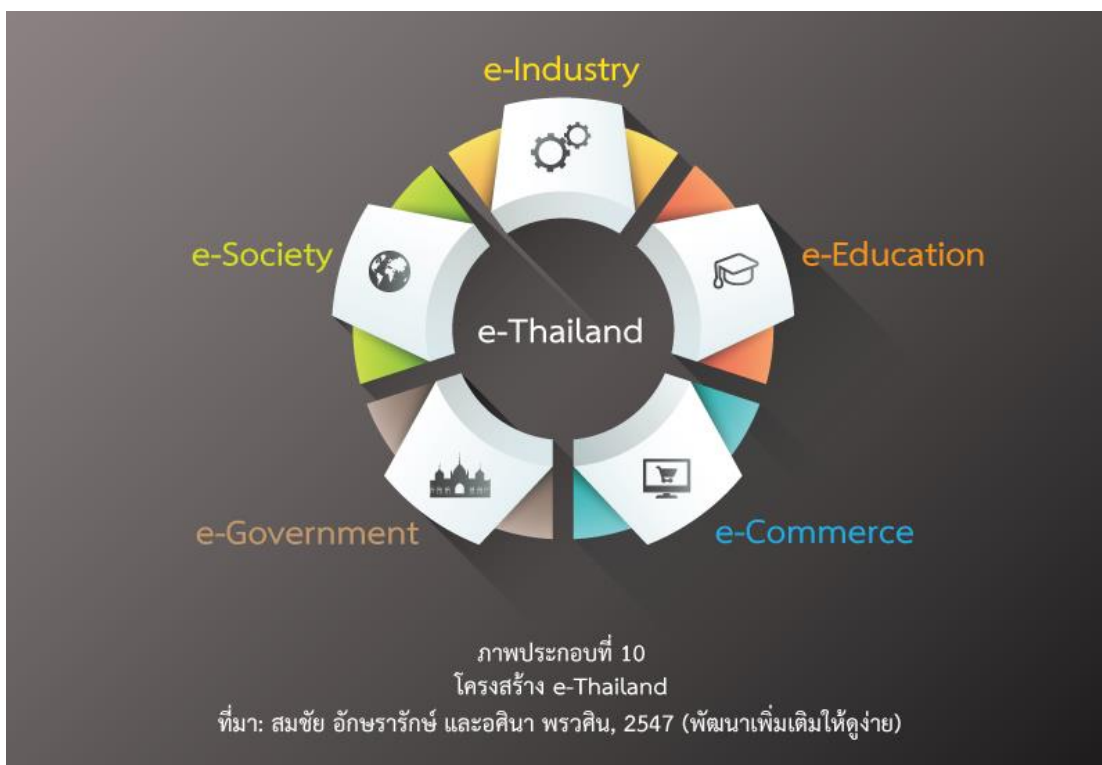 e-Industry
e-Society
e-Education
e-Thailand
e-Government
e-Commerce
ภาพประกอบที่ 10
โครงสร้าง e-Thailand
ที่มา: สมชัย อักษรารักษ์ และอศินา พรวศิน, 2547 (พัฒนาเพิ่มเติมให้ดูง่าย)